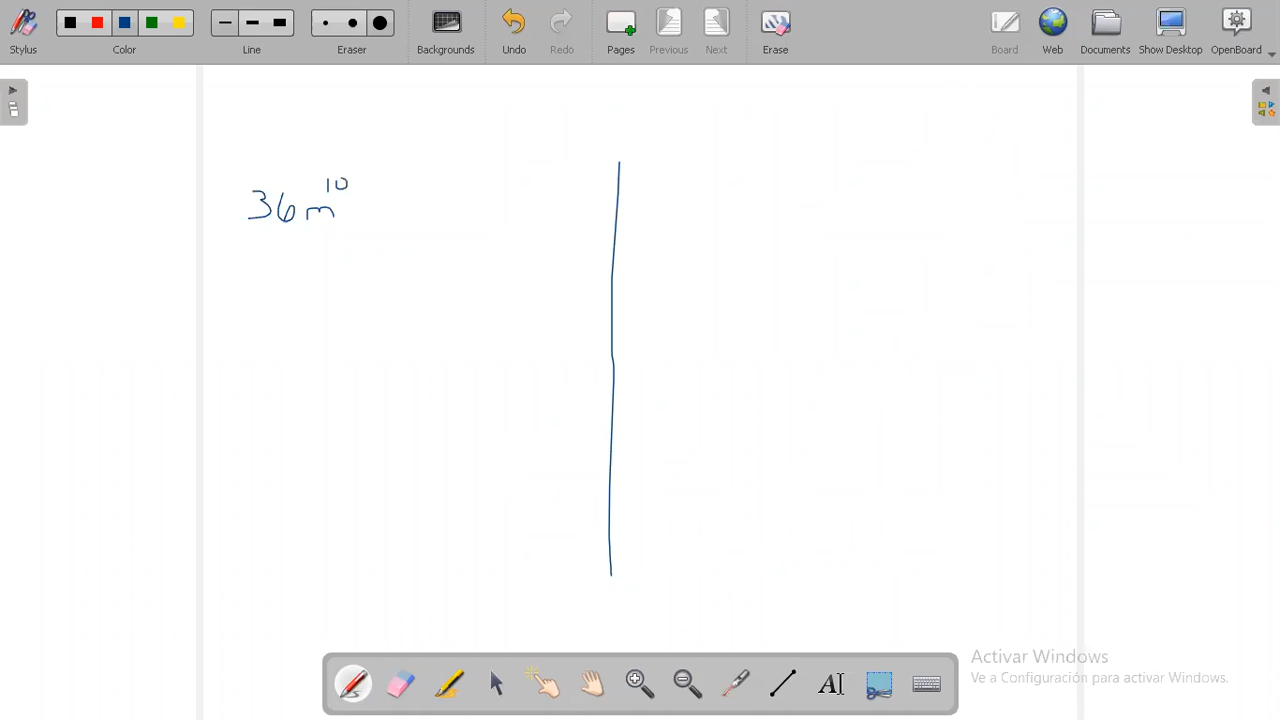 Stylus Color Line Eraser Backgrounds Undo Redo Pages Previous Next Erase Board Web Documents Show Desktop OpenBoard
36m¹⁰
Activar Windows
Ve a Configuración para activar Windows.